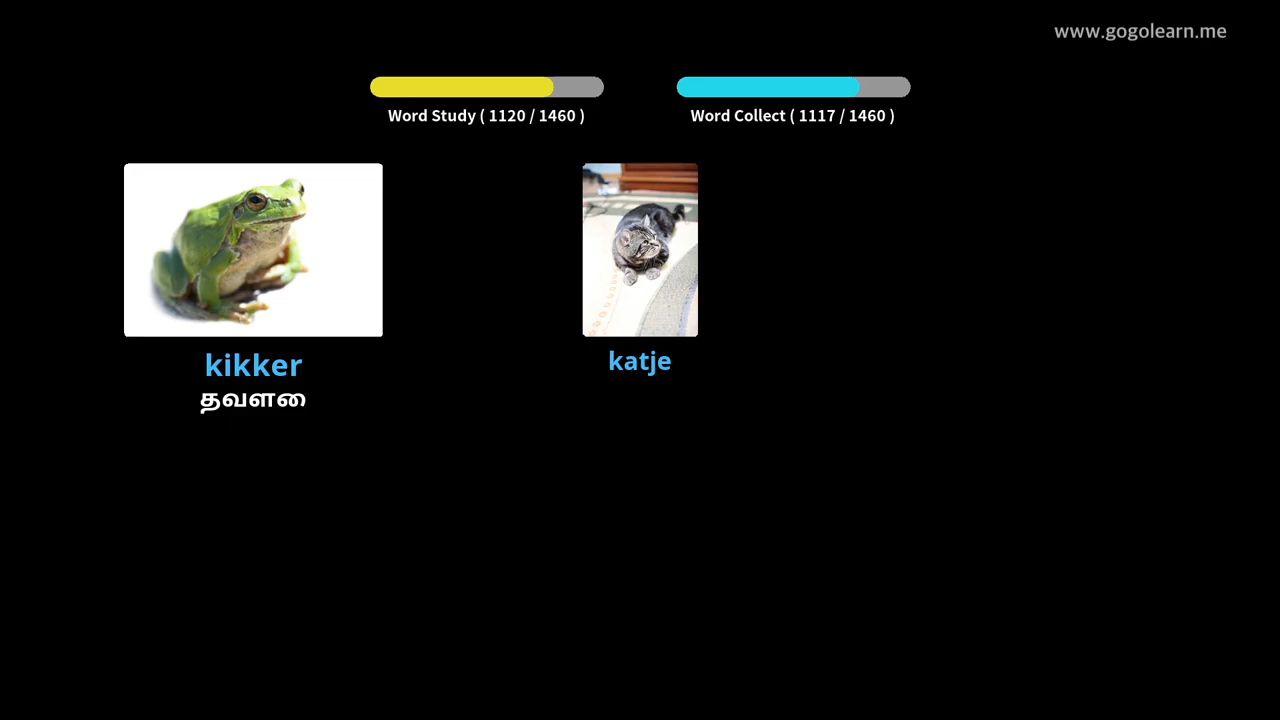 www.gogolearn.me
Word Study ( 1120 / 1460 )
Word Collect ( 1117 / 1460 )
kikker
தவளை
katje